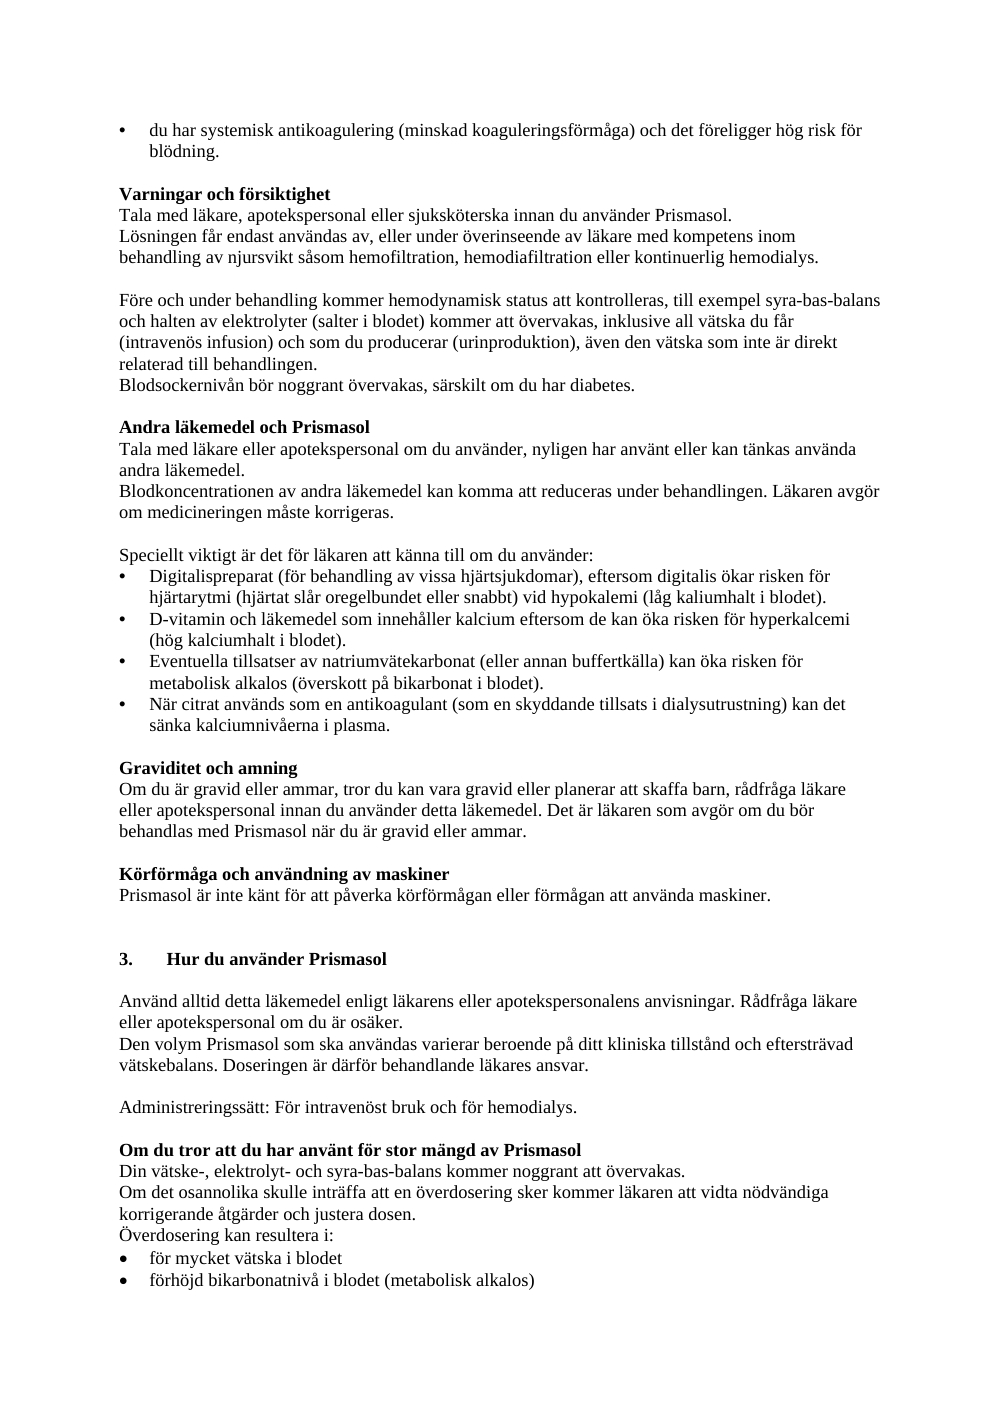 • du har systemisk antikoagulering (minskad koaguleringsförmåga) och det föreligger hög risk för
blödning.
Varningar och försiktighet
Tala med läkare, apotekspersonal eller sjuksköterska innan du använder Prismasol.
Lösningen får endast användas av, eller under överinseende av läkare med kompetens inom
behandling av njursvikt såsom hemofiltration, hemodiafiltration eller kontinuerlig hemodialys.
Före och under behandling kommer hemodynamisk status att kontrolleras, till exempel syra-bas-balans
och halten av elektrolyter (salter i blodet) kommer att övervakas, inklusive all vätska du får
(intravenös infusion) och som du producerar (urinproduktion), även den vätska som inte är direkt
relaterad till behandlingen.
Blodsockernivån bör noggrant övervakas, särskilt om du har diabetes.
Andra läkemedel och Prismasol
Tala med läkare eller apotekspersonal om du använder, nyligen har använt eller kan tänkas använda
andra läkemedel.
Blodkoncentrationen av andra läkemedel kan komma att reduceras under behandlingen. Läkaren avgör
om medicineringen måste korrigeras.
Speciellt viktigt är det för läkaren att känna till om du använder:
• Digitalispreparat (för behandling av vissa hjärtsjukdomar), eftersom digitalis ökar risken för
hjärtarytmi (hjärtat slår oregelbundet eller snabbt) vid hypokalemi (låg kaliumhalt i blodet).
• D-vitamin och läkemedel som innehåller kalcium eftersom de kan öka risken för hyperkalcemi
(hög kalciumhalt i blodet).
• Eventuella tillsatser av natriumvätekarbonat (eller annan buffertkälla) kan öka risken för
metabolisk alkalos (överskott på bikarbonat i blodet).
• När citrat används som en antikoagulant (som en skyddande tillsats i dialysutrustning) kan det
sänka kalciumnivåerna i plasma.
Graviditet och amning
Om du är gravid eller ammar, tror du kan vara gravid eller planerar att skaffa barn, rådfråga läkare
eller apotekspersonal innan du använder detta läkemedel. Det är läkaren som avgör om du bör
behandlas med Prismasol när du är gravid eller ammar.
Körförmåga och användning av maskiner
Prismasol är inte känt för att påverka körförmågan eller förmågan att använda maskiner.
3. Hur du använder Prismasol
Använd alltid detta läkemedel enligt läkarens eller apotekspersonalens anvisningar. Rådfråga läkare
eller apotekspersonal om du är osäker.
Den volym Prismasol som ska användas varierar beroende på ditt kliniska tillstånd och eftersträvad
vätskebalans. Doseringen är därför behandlande läkares ansvar.
Administreringssätt: För intravenöst bruk och för hemodialys.
Om du tror att du har använt för stor mängd av Prismasol
Din vätske-, elektrolyt- och syra-bas-balans kommer noggrant att övervakas.
Om det osannolika skulle inträffa att en överdosering sker kommer läkaren att vidta nödvändiga
korrigerande åtgärder och justera dosen.
Överdosering kan resultera i:
• för mycket vätska i blodet
• förhöjd bikarbonatnivå i blodet (metabolisk alkalos)